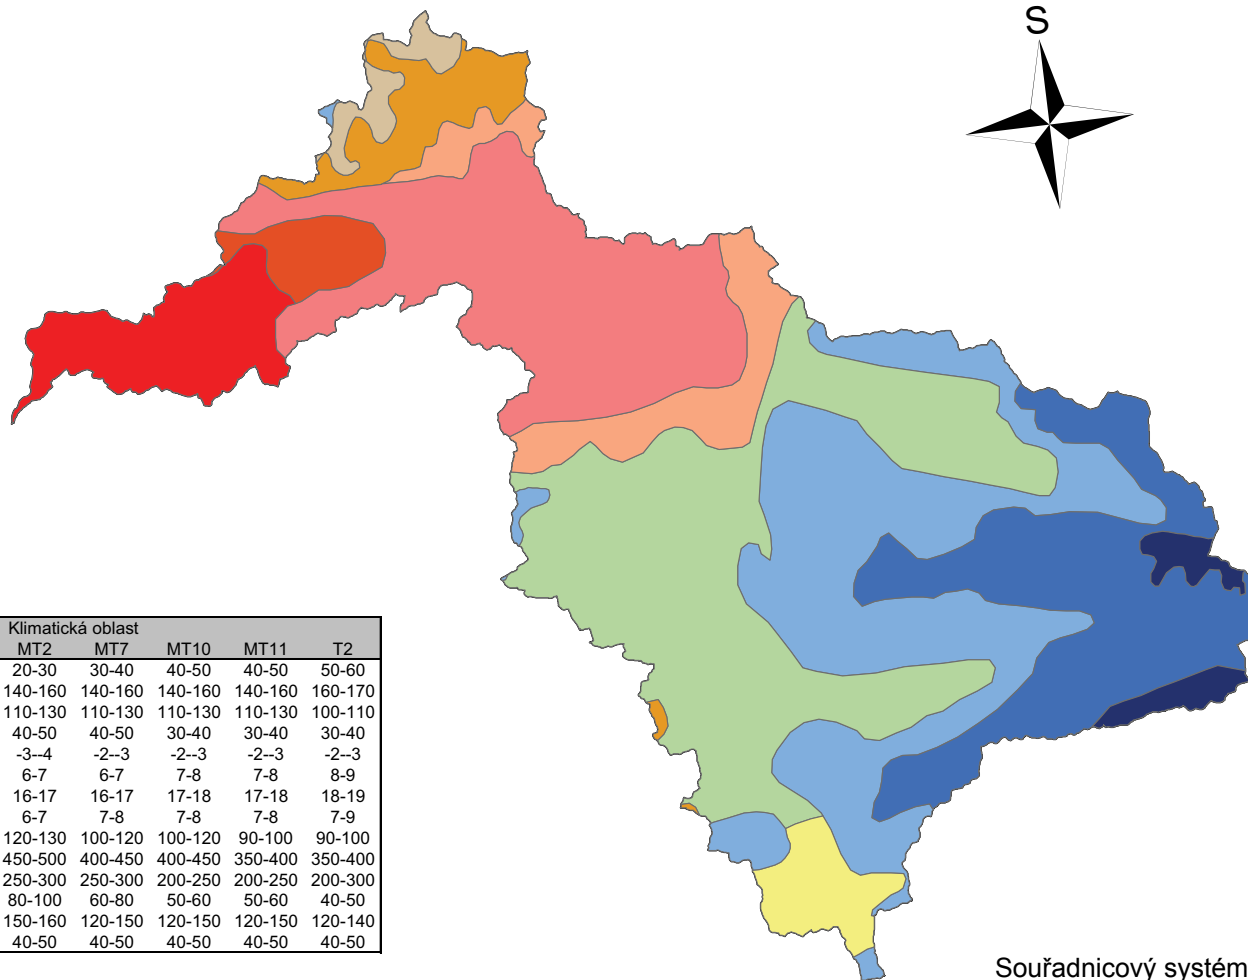 S
Klimatická oblast
MT2 MT7 MT10 MT11 T2
20-30 30-40 40-50 40-50 50-60
140-160 140-160 140-160 140-160 160-170
110-130 110-130 110-130 110-130 100-110
40-50 40-50 30-40 30-40 30-40
-3--4 -2--3 -2--3 -2--3 -2--3
6-7 6-7 7-8 7-8 8-9
16-17 16-17 17-18 17-18 18-19
6-7 7-8 7-8 7-8 7-9
120-130 100-120 100-120 90-100 90-100
450-500 400-450 400-450 350-400 350-400
250-300 250-300 200-250 200-250 200-300
80-100 60-80 50-60 50-60 40-50
150-160 120-150 120-150 120-150 120-140
40-50 40-50 40-50 40-50 40-50
Souřadnicový systém